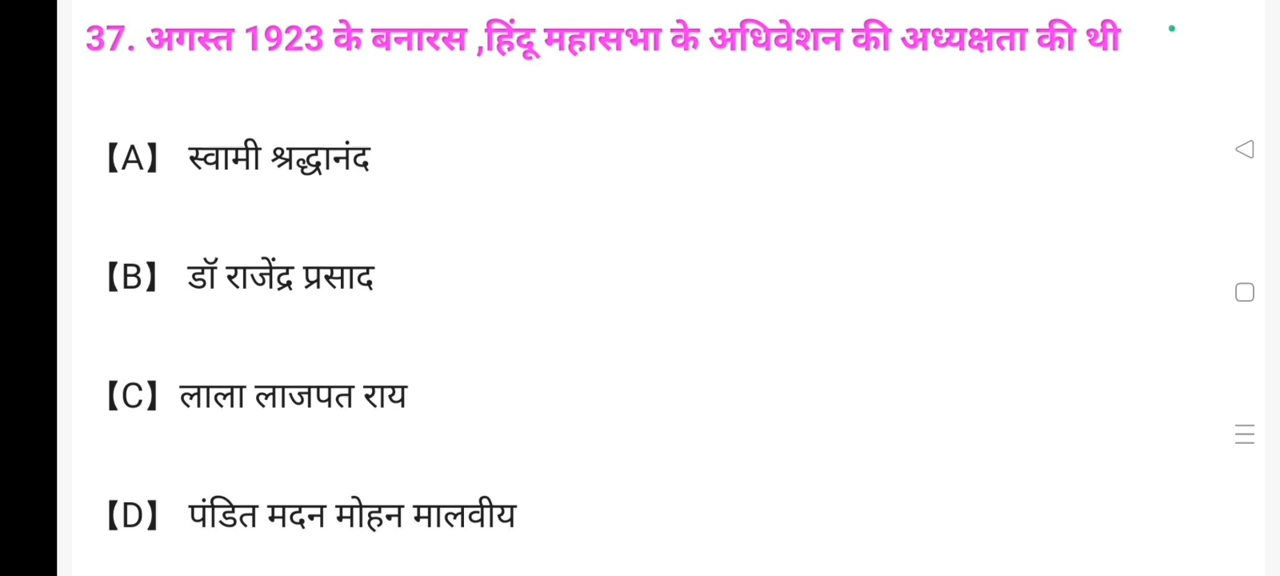 37. अगस्त 1923 के बनारस ,हिंदू महासभा के अधिवेशन की अध्यक्षता की थी
【A】 स्वामी श्रद्धानंद
【B】 डॉ राजेंद्र प्रसाद
【C】 लाला लाजपत राय
【D】 पंडित मदन मोहन मालवीय